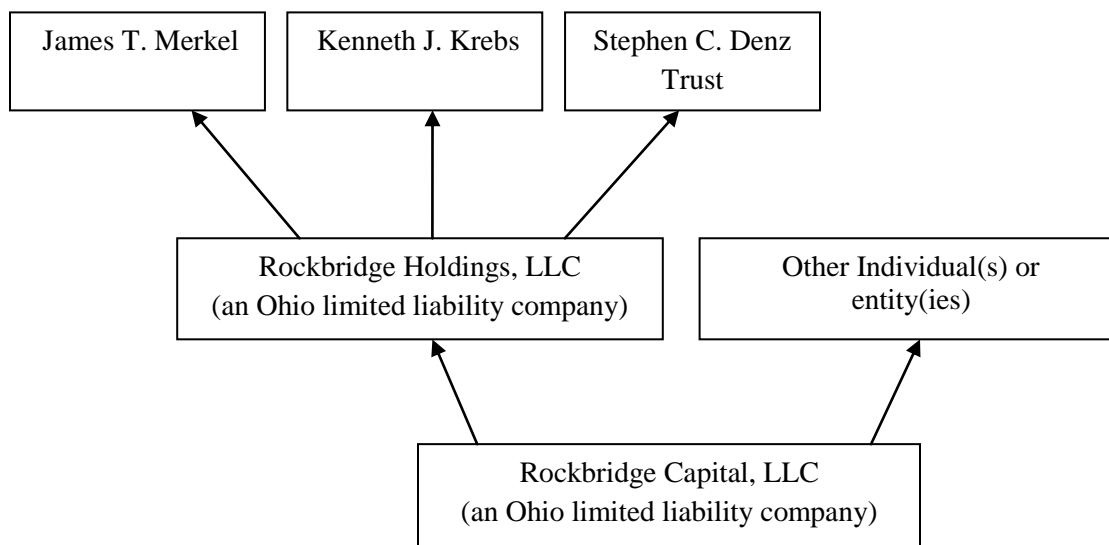 James T. Merkel
Kenneth J. Krebs
Stephen C. Denz
Trust
Rockbridge Holdings, LLC
(an Ohio limited liability company)
Other Individual(s) or
entity(ies)
Rockbridge Capital, LLC
(an Ohio limited liability company)